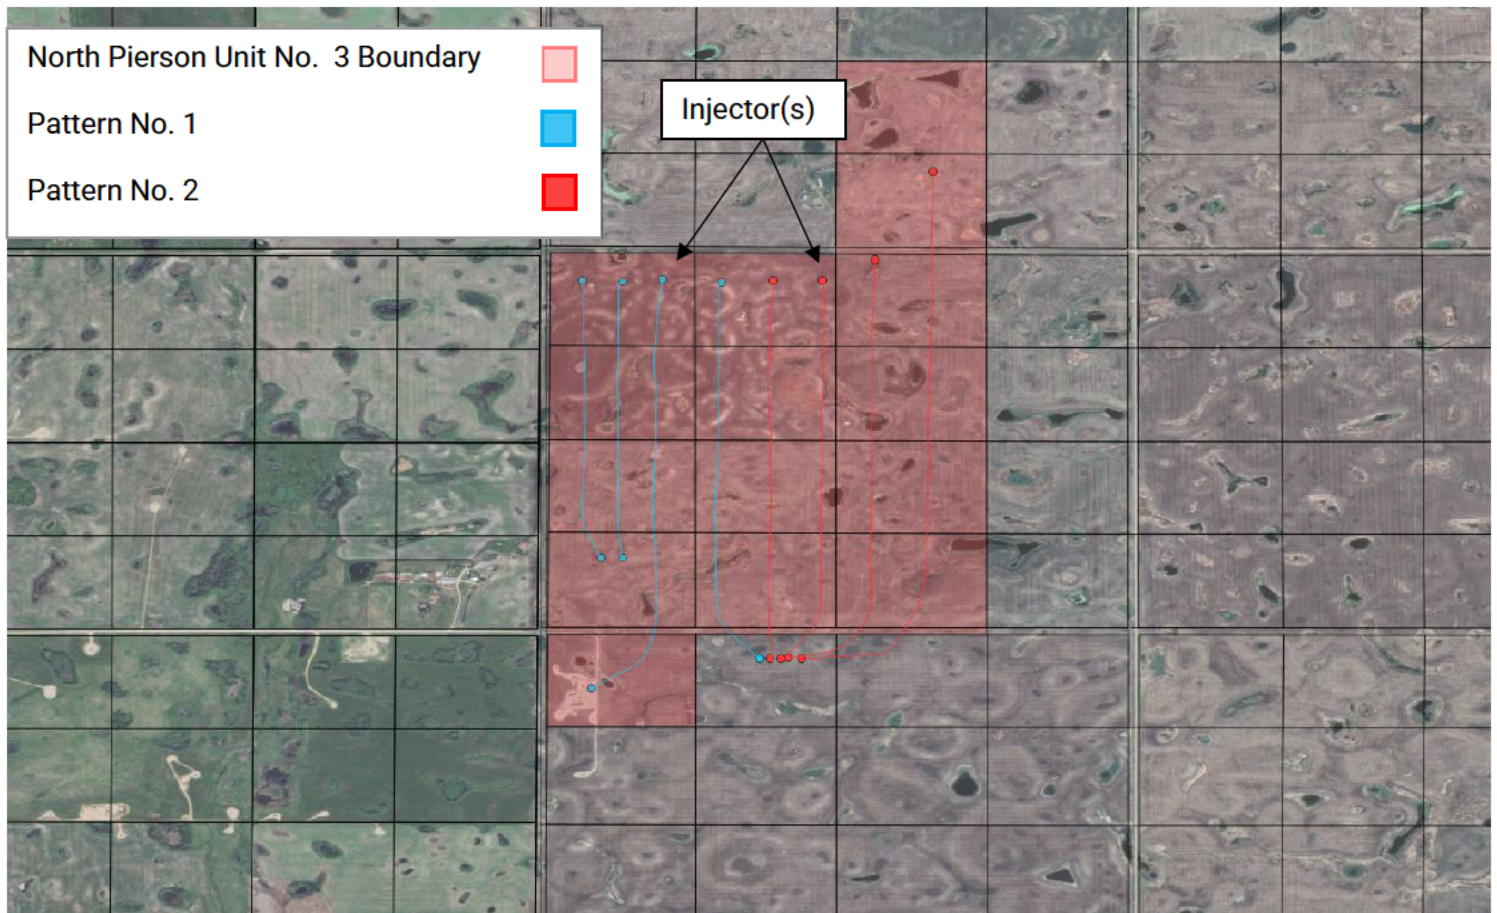 North Pierson Unit No. 3 Boundary
Pattern No. 1
Pattern No. 2
Injector(s)